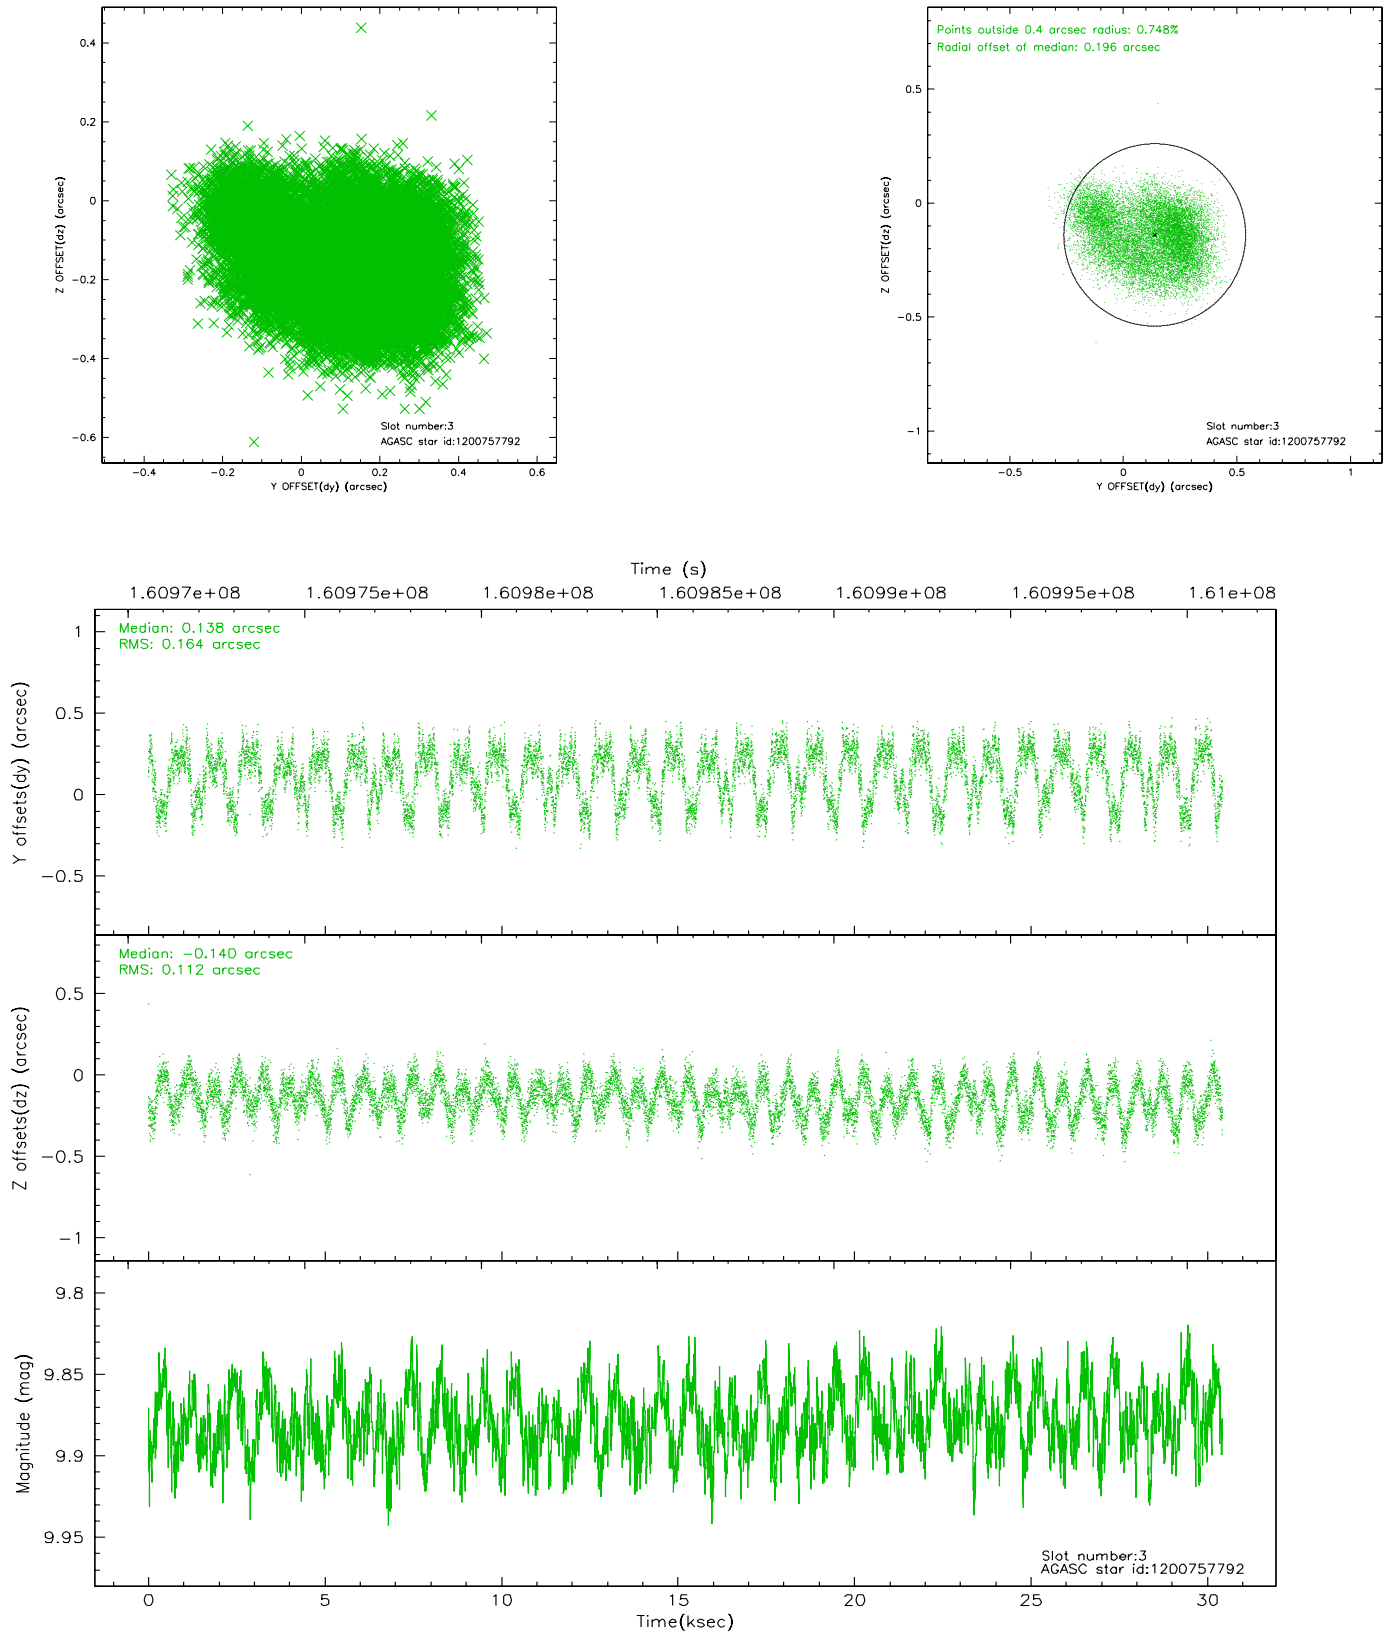 0.4
0.2
0
−0.2
−0.4
−0.6
Z OFFSET(dz) (arcsec)
Slot number:3
AGASC star id:1200757792
−0.4
−0.2
0
0.2
0.4
0.6
Y OFFSET(dy) (arcsec)
Points outside 0.4 arcsec radius: 0.748%
Radial offset of median: 0.196 arcsec
0.5
0
−0.5
−1
Z OFFSET(dz) (arcsec)
Slot number:3
AGASC star id:1200757792
−0.5
0
0.5
1
Y OFFSET(dy) (arcsec)
Time (s)
1.6097e+08
1.60975e+08
1.6098e+08
1.60985e+08
1.6099e+08
1.60995e+08
1.61e+08
Median: 0.138 arcsec
RMS: 0.164 arcsec
1
0.5
0
−0.5
Y offsets(dy) (arcsec)
Median: −0.140 arcsec
RMS: 0.112 arcsec
0.5
0
−0.5
−1
Z offsets(dz) (arcsec)
9.8
9.85
9.9
9.95
Magnitude (mag)
Slot number:3
AGASC star id:1200757792
0
5
10
15
20
25
30
Time(ksec)